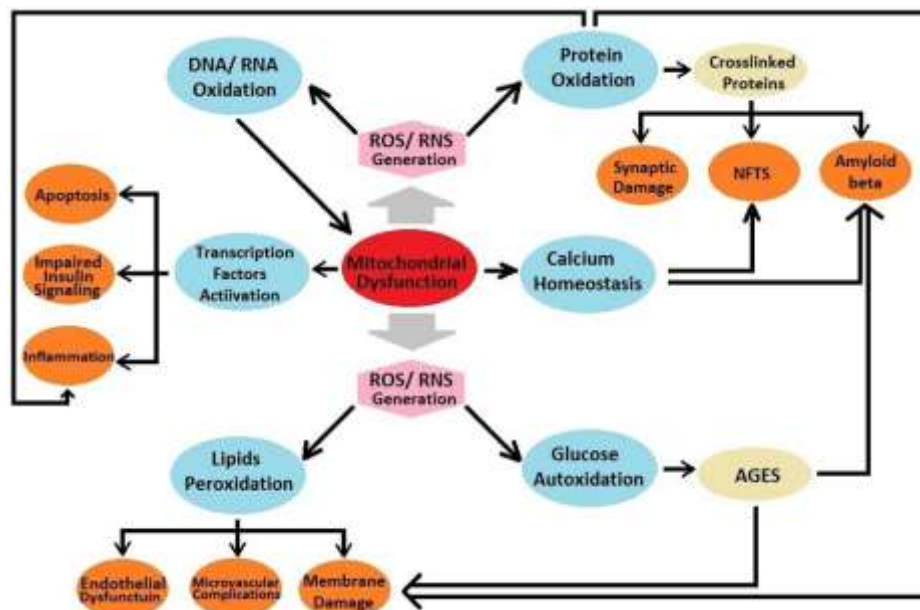 DNA/ RNA
Oxidation
Protein
Oxidation
Crosslinked
Proteins
ROS/ RNS
Generation
Synaptic
Damage
NFTS
Amyloid
beta
Apoptosis
Impaired
Insulin
Signaling
Inflammation
Transcription
Factors
Actiivation
Mitochondrial
Dysfunction
Calcium
Homeostasis
ROS/ RNS
Generation
Lipids
Peroxidation
Glucose
Autoxidation
AGES
Endothelial
Dysfunctuin
Microvascular
Complications
Membrane
Damage